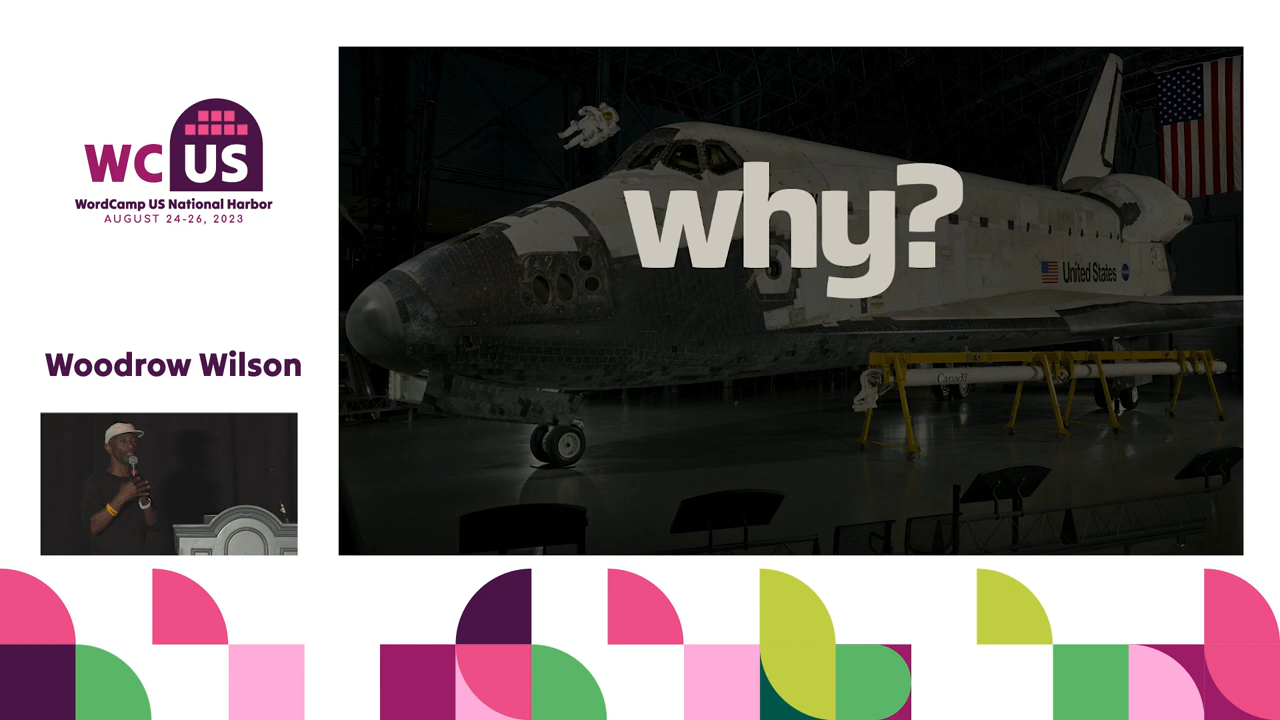 WC US
WordCamp US National Harbor
AUGUST 24-26, 2023
Woodrow Wilson
why?
United States
Canada